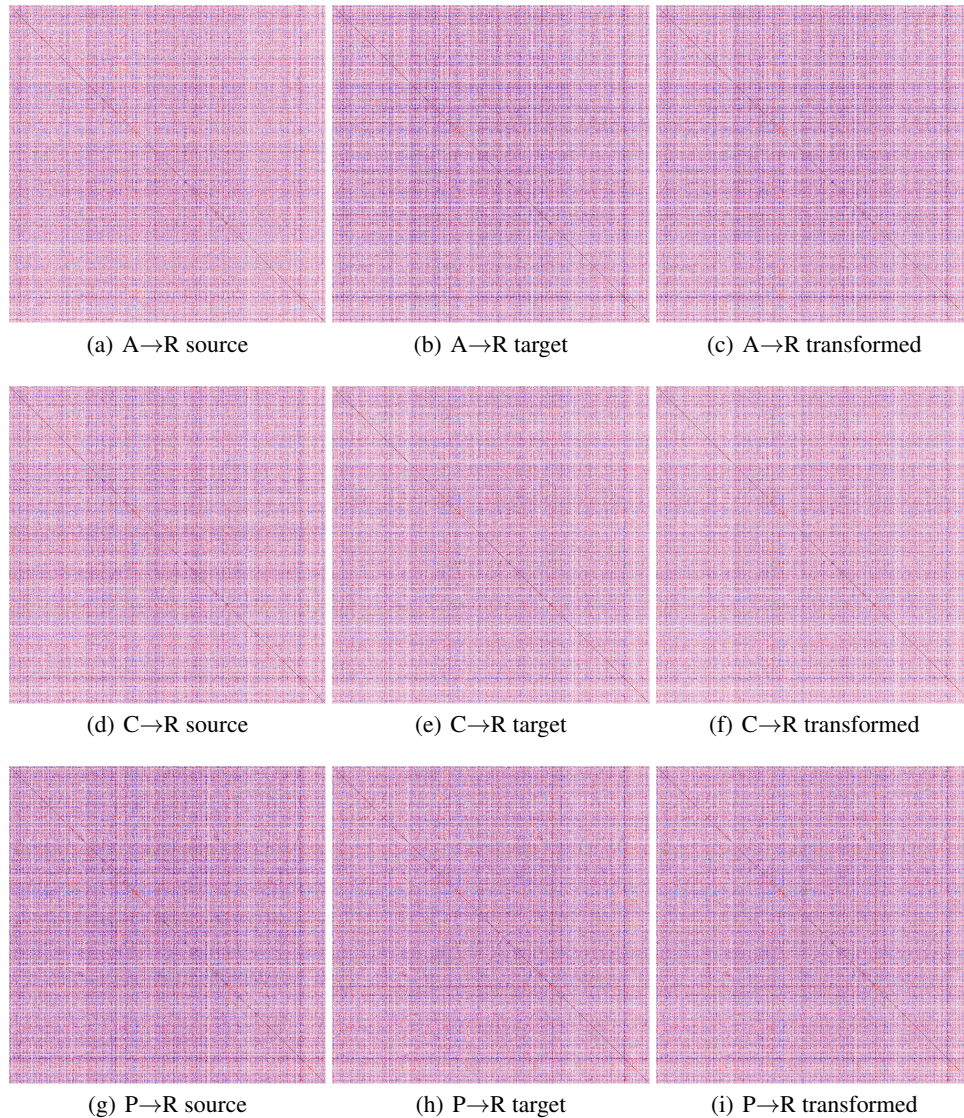 (a) A→R source
(b) A→R target
(c) A→R transformed
(d) C→R source
(e) C→R target
(f) C→R transformed
(g) P→R source
(h) P→R target
(i) P→R transformed